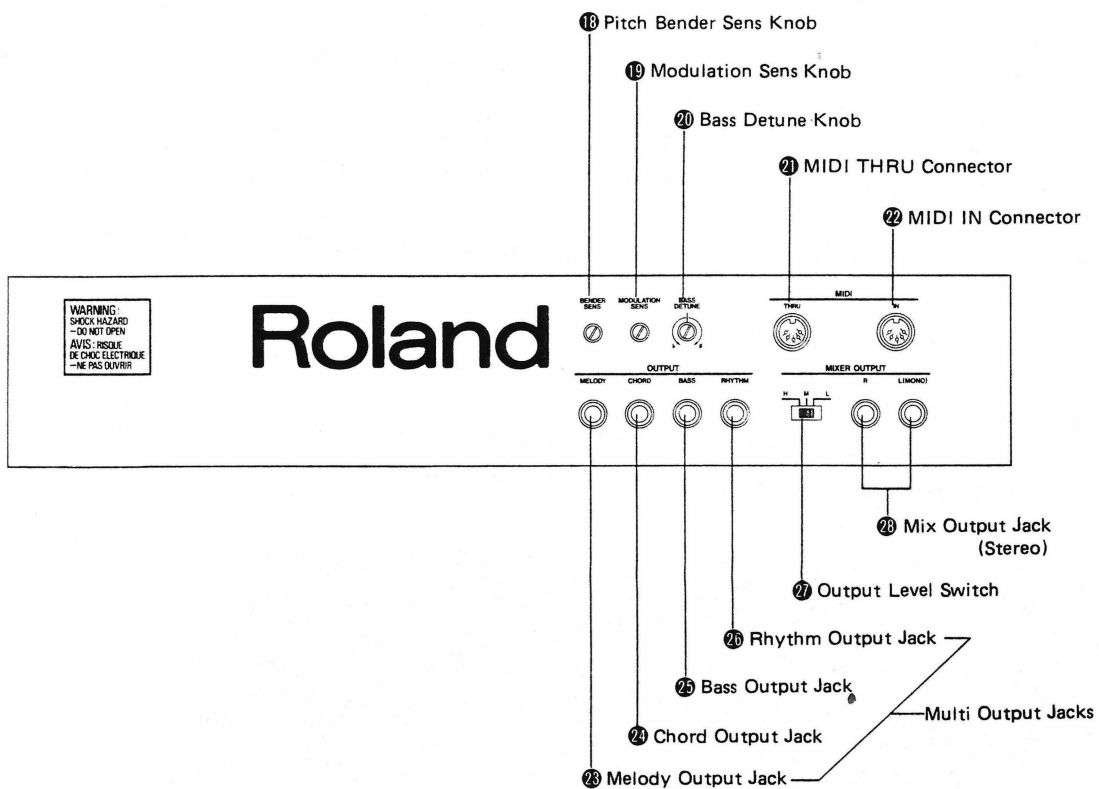 18 Pitch Bender Sens Knob
19 Modulation Sens Knob
20 Bass Detune Knob
21 MIDI THRU Connector
22 MIDI IN Connector
WARNING:
SHOCK HAZARD
– DO NOT OPEN
AVIS: RISQUE
DE CHOC ELECTRIQUE
– NE PAS OUVRIR
Roland
BENDER
SENS
MODULATION
SENS
BASS
DETUNE
MIDI
THRU
IN
OUTPUT
MELODY
CHORD
BASS
RHYTHM
MIXER OUTPUT
H
M
L
R
L(MONO)
28 Mix Output Jack
(Stereo)
27 Output Level Switch
26 Rhythm Output Jack
25 Bass Output Jack
Multi Output Jacks
24 Chord Output Jack
23 Melody Output Jack